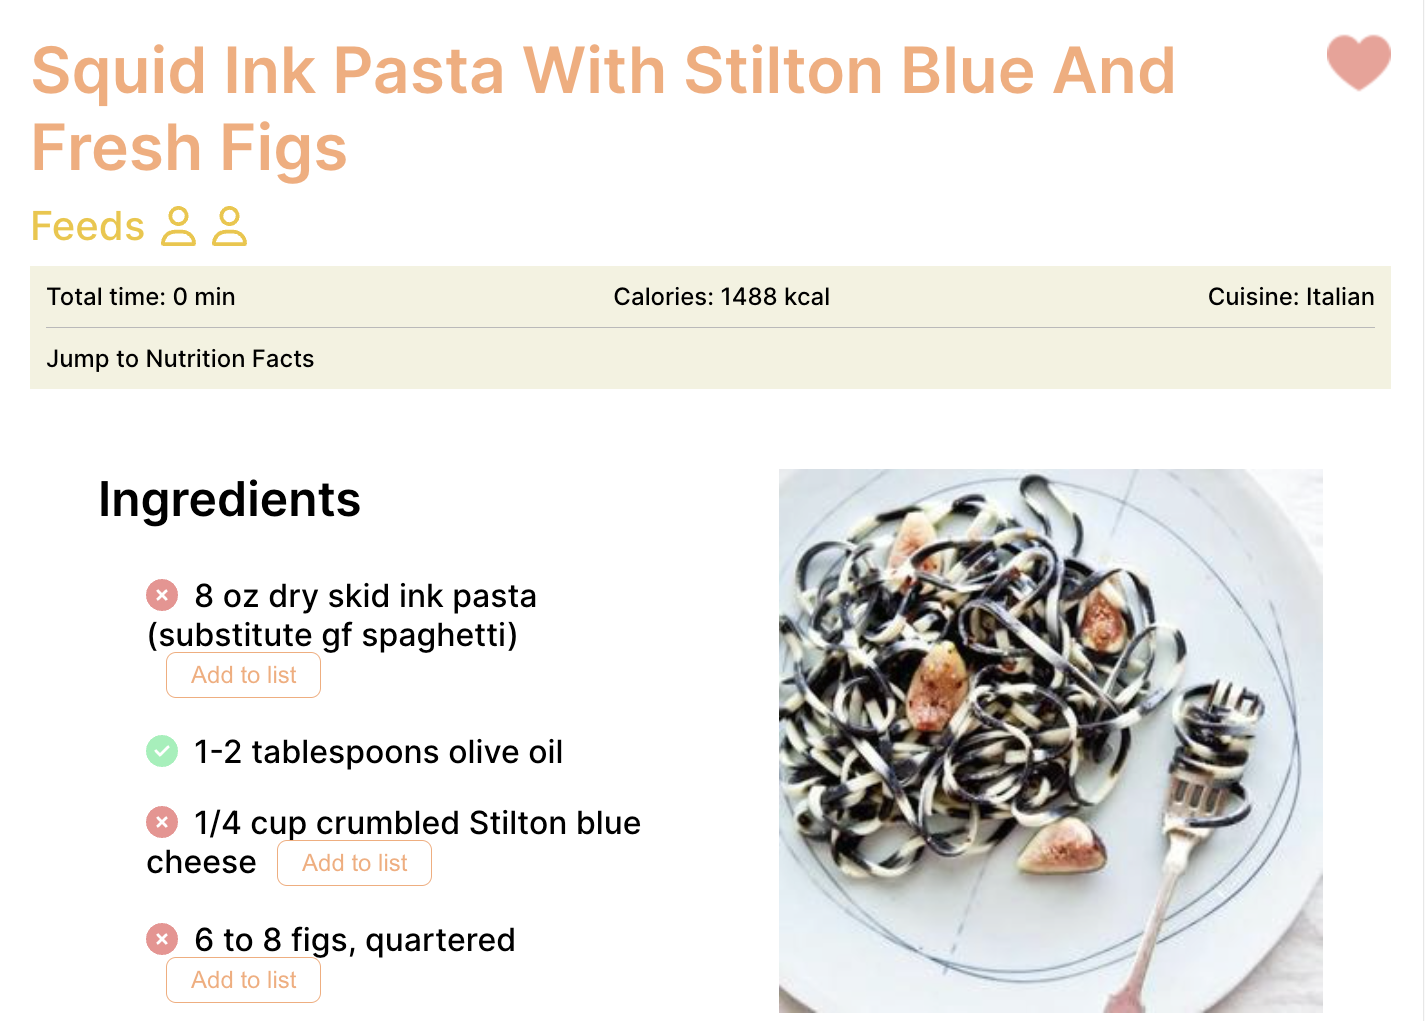 Squid Ink Pasta With Stilton Blue And
Fresh Figs
Feeds
Total time: 0 min
Calories: 1488 kcal
Cuisine: Italian
Jump to Nutrition Facts
Ingredients
8 oz dry skid ink pasta
(substitute gf spaghetti)
Add to list
1-2 tablespoons olive oil
1/4 cup crumbled Stilton blue
cheese Add to list
6 to 8 figs, quartered
Add to list